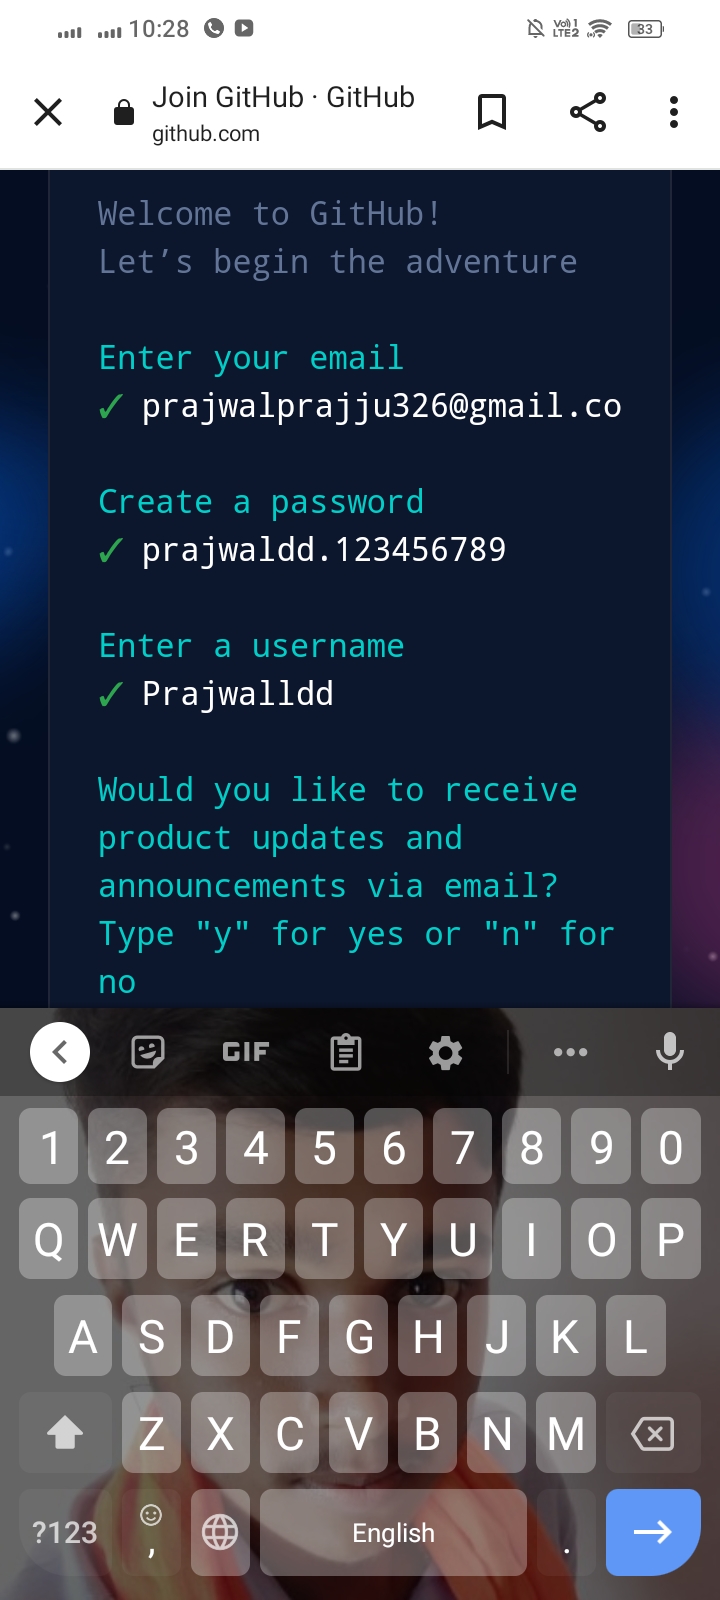 10:28 Vo)) 1 LTE2 33
Join GitHub · GitHub
github.com
Welcome to GitHub!
Let’s begin the adventure
Enter your email
✓ prajwalprajju326@gmail.co
Create a password
✓ prajwaldd.123456789
Enter a username
✓ Prajwalldd
Would you like to receive
product updates and
announcements via email?
Type "y" for yes or "n" for
no
GIF
1 2 3 4 5 6 7 8 9 0
Q W E R T Y U I O P
A S D F G H J K L
Z X C V B N M
?123 , English .